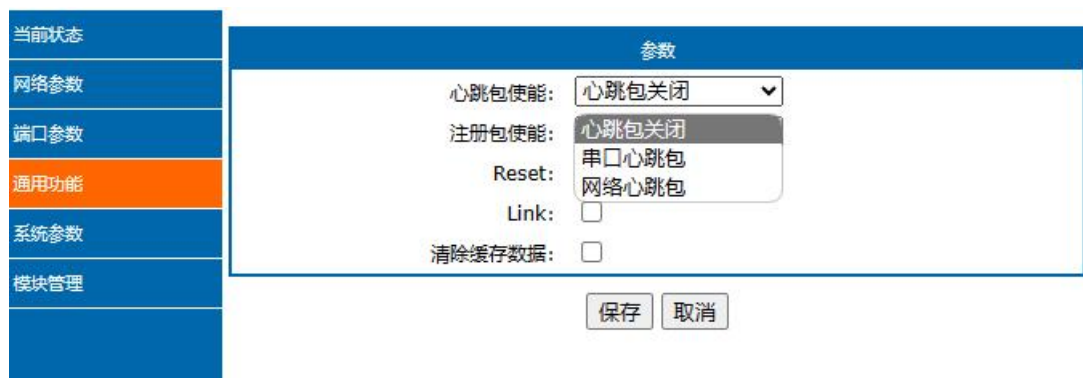 当前状态
网络参数
端口参数
通用功能
系统参数
模块管理
参数
心跳包使能: 心跳包关闭
注册包使能: 心跳包关闭
串口心跳包
Reset:
网络心跳包
Link:
清除缓存数据:
保存 取消